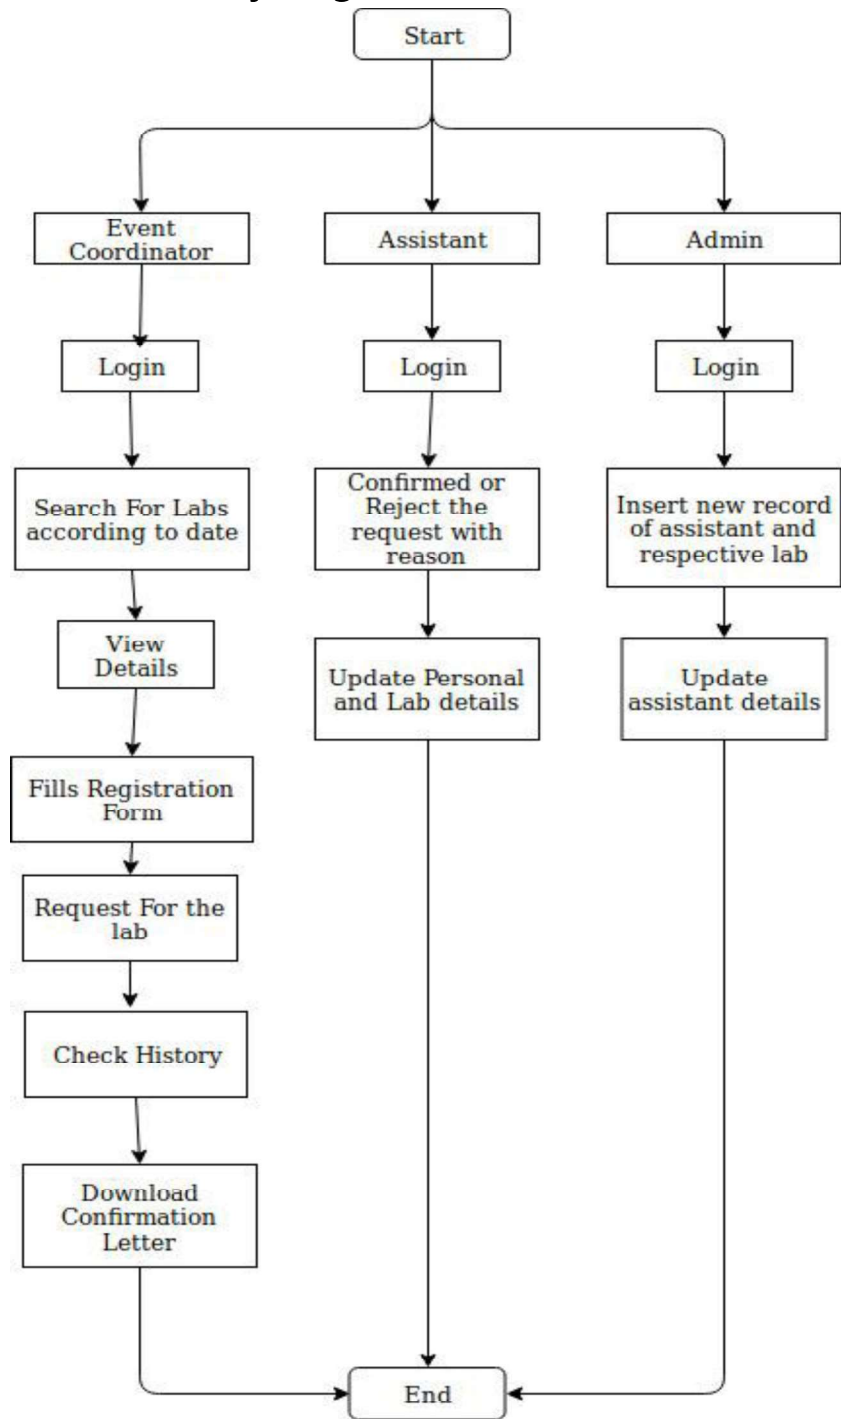 Start
Event
Coordinator
Assistant
Admin
Login
Login
Login
Search For Labs
according to date
Confirmed or
Reject the
request with
reason
Insert new record
of assistant and
respective lab
View
Details
Update Personal
and Lab details
Update
assistant details
Fills Registration
Form
Request For the
lab
Check History
Download
Confirmation
Letter
End